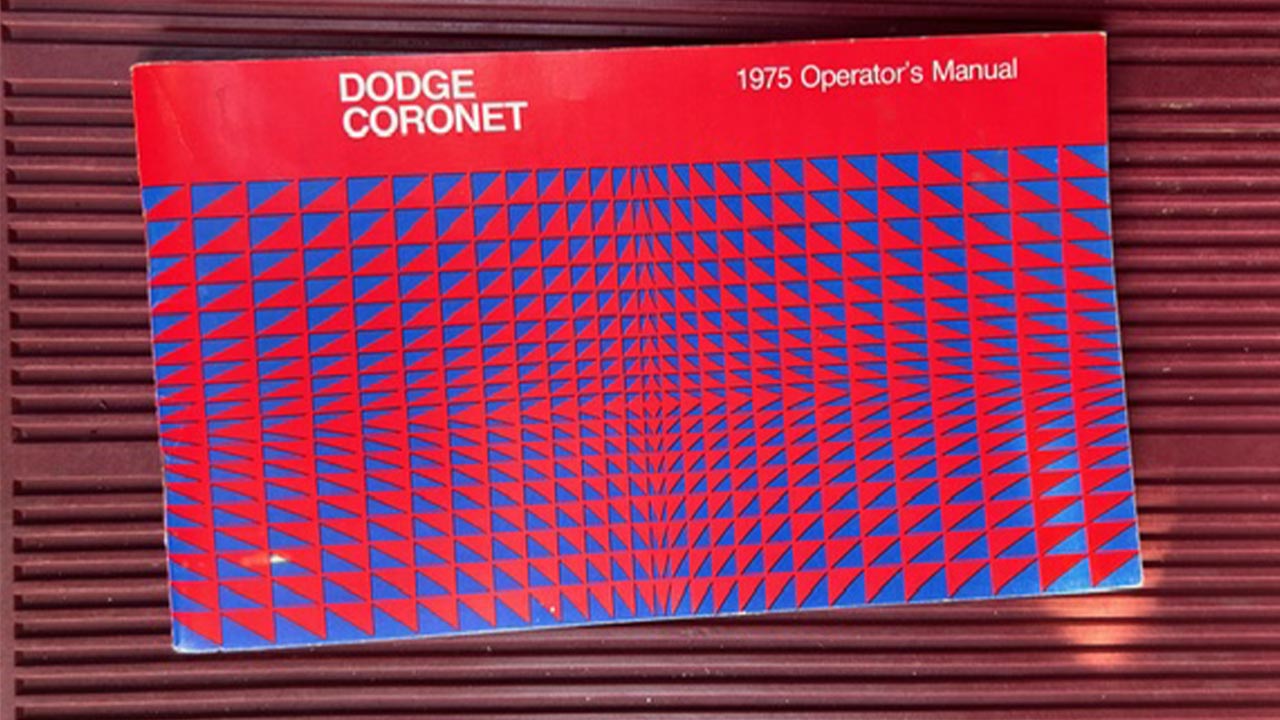 DODGE
CORONET
1975 Operator's Manual